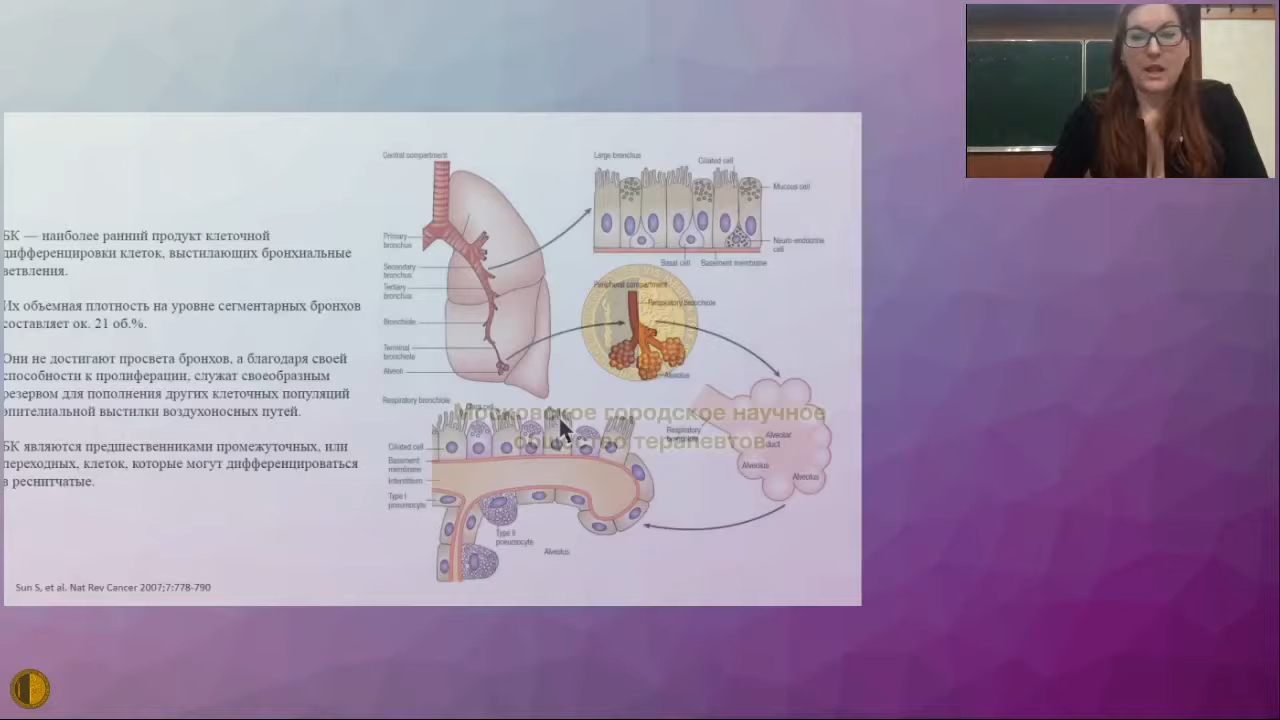 БК — наиболее ранний продукт клеточной
дифференцировки клеток, выстилающих бронхиальные
ветвления.
Их объемная плотность на уровне сегментарных бронхов
составляет ок. 21 об.%.
Они не достигают просвета бронхов, а благодаря своей
способности к пролиферации, служат своеобразным
резервом для пополнения других клеточных популяций
эпителиальной выстилки воздухоносных путей.
БК являются предшественниками промежуточных, или
переходных, клеток, которые могут дифференцироваться
в реснитчатые.
Sun S, et al. Nat Rev Cancer 2007;7:778-790
Central compartment
Primary
bronchus
Secondary
bronchus
Tertiary
bronchus
Bronchiole
Terminal
bronchiole
Alveoli
Large bronchus
Ciliated cell
Mucous cell
Neuro-endocrine
cell
Basal cell
Basement membrane
Peripheral compartment
Respiratory bronchiole
Alveolus
Московское городское научное
общество терапевтов
Respiratory
bronchiole
Alveolar
duct
Alveolus
Alveolus
Respiratory bronchiole
Clara cell
Ciliated cell
Basement
membrane
Interstitium
Type I
pneumocyte
Type II
pneumocyte
Alveolus